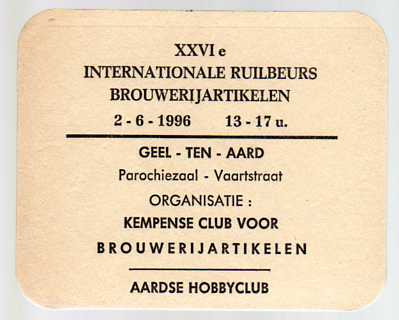 XXVI e
INTERNATIONALE RUILBEURS
BROUWERIJARTIKELEN
2 - 6 - 1996 13 - 17 u.
GEEL - TEN - AARD
Parochiezaal - Vaartstraat
ORGANISATIE :
KEMPENSE CLUB VOOR
BROUWERIJARTIKELEN
AARDSE HOBBYCLUB